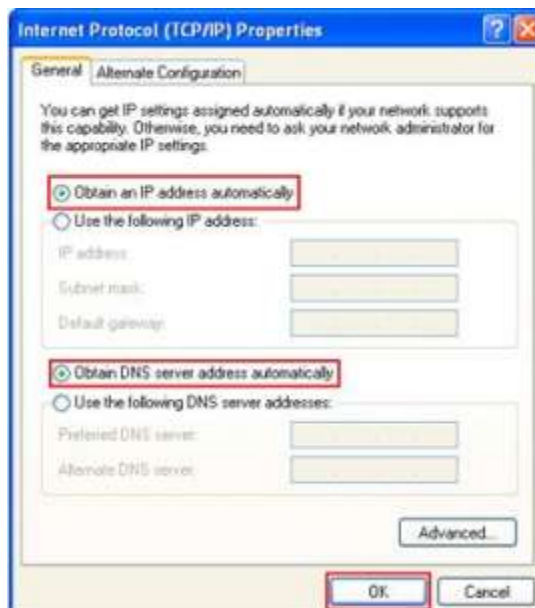 Internet Protocol (TCP/IP) Properties
General
Alternate Configuration
You can get IP settings assigned automatically if your network supports
this capability. Otherwise, you need to ask your network administrator for
the appropriate IP settings.
Obtain an IP address automatically
Use the following IP address:
IP address:
Subnet mask:
Default gateway:
Obtain DNS server address automatically
Use the following DNS server addresses:
Preferred DNS server:
Alternate DNS server:
Advanced...
OK
Cancel